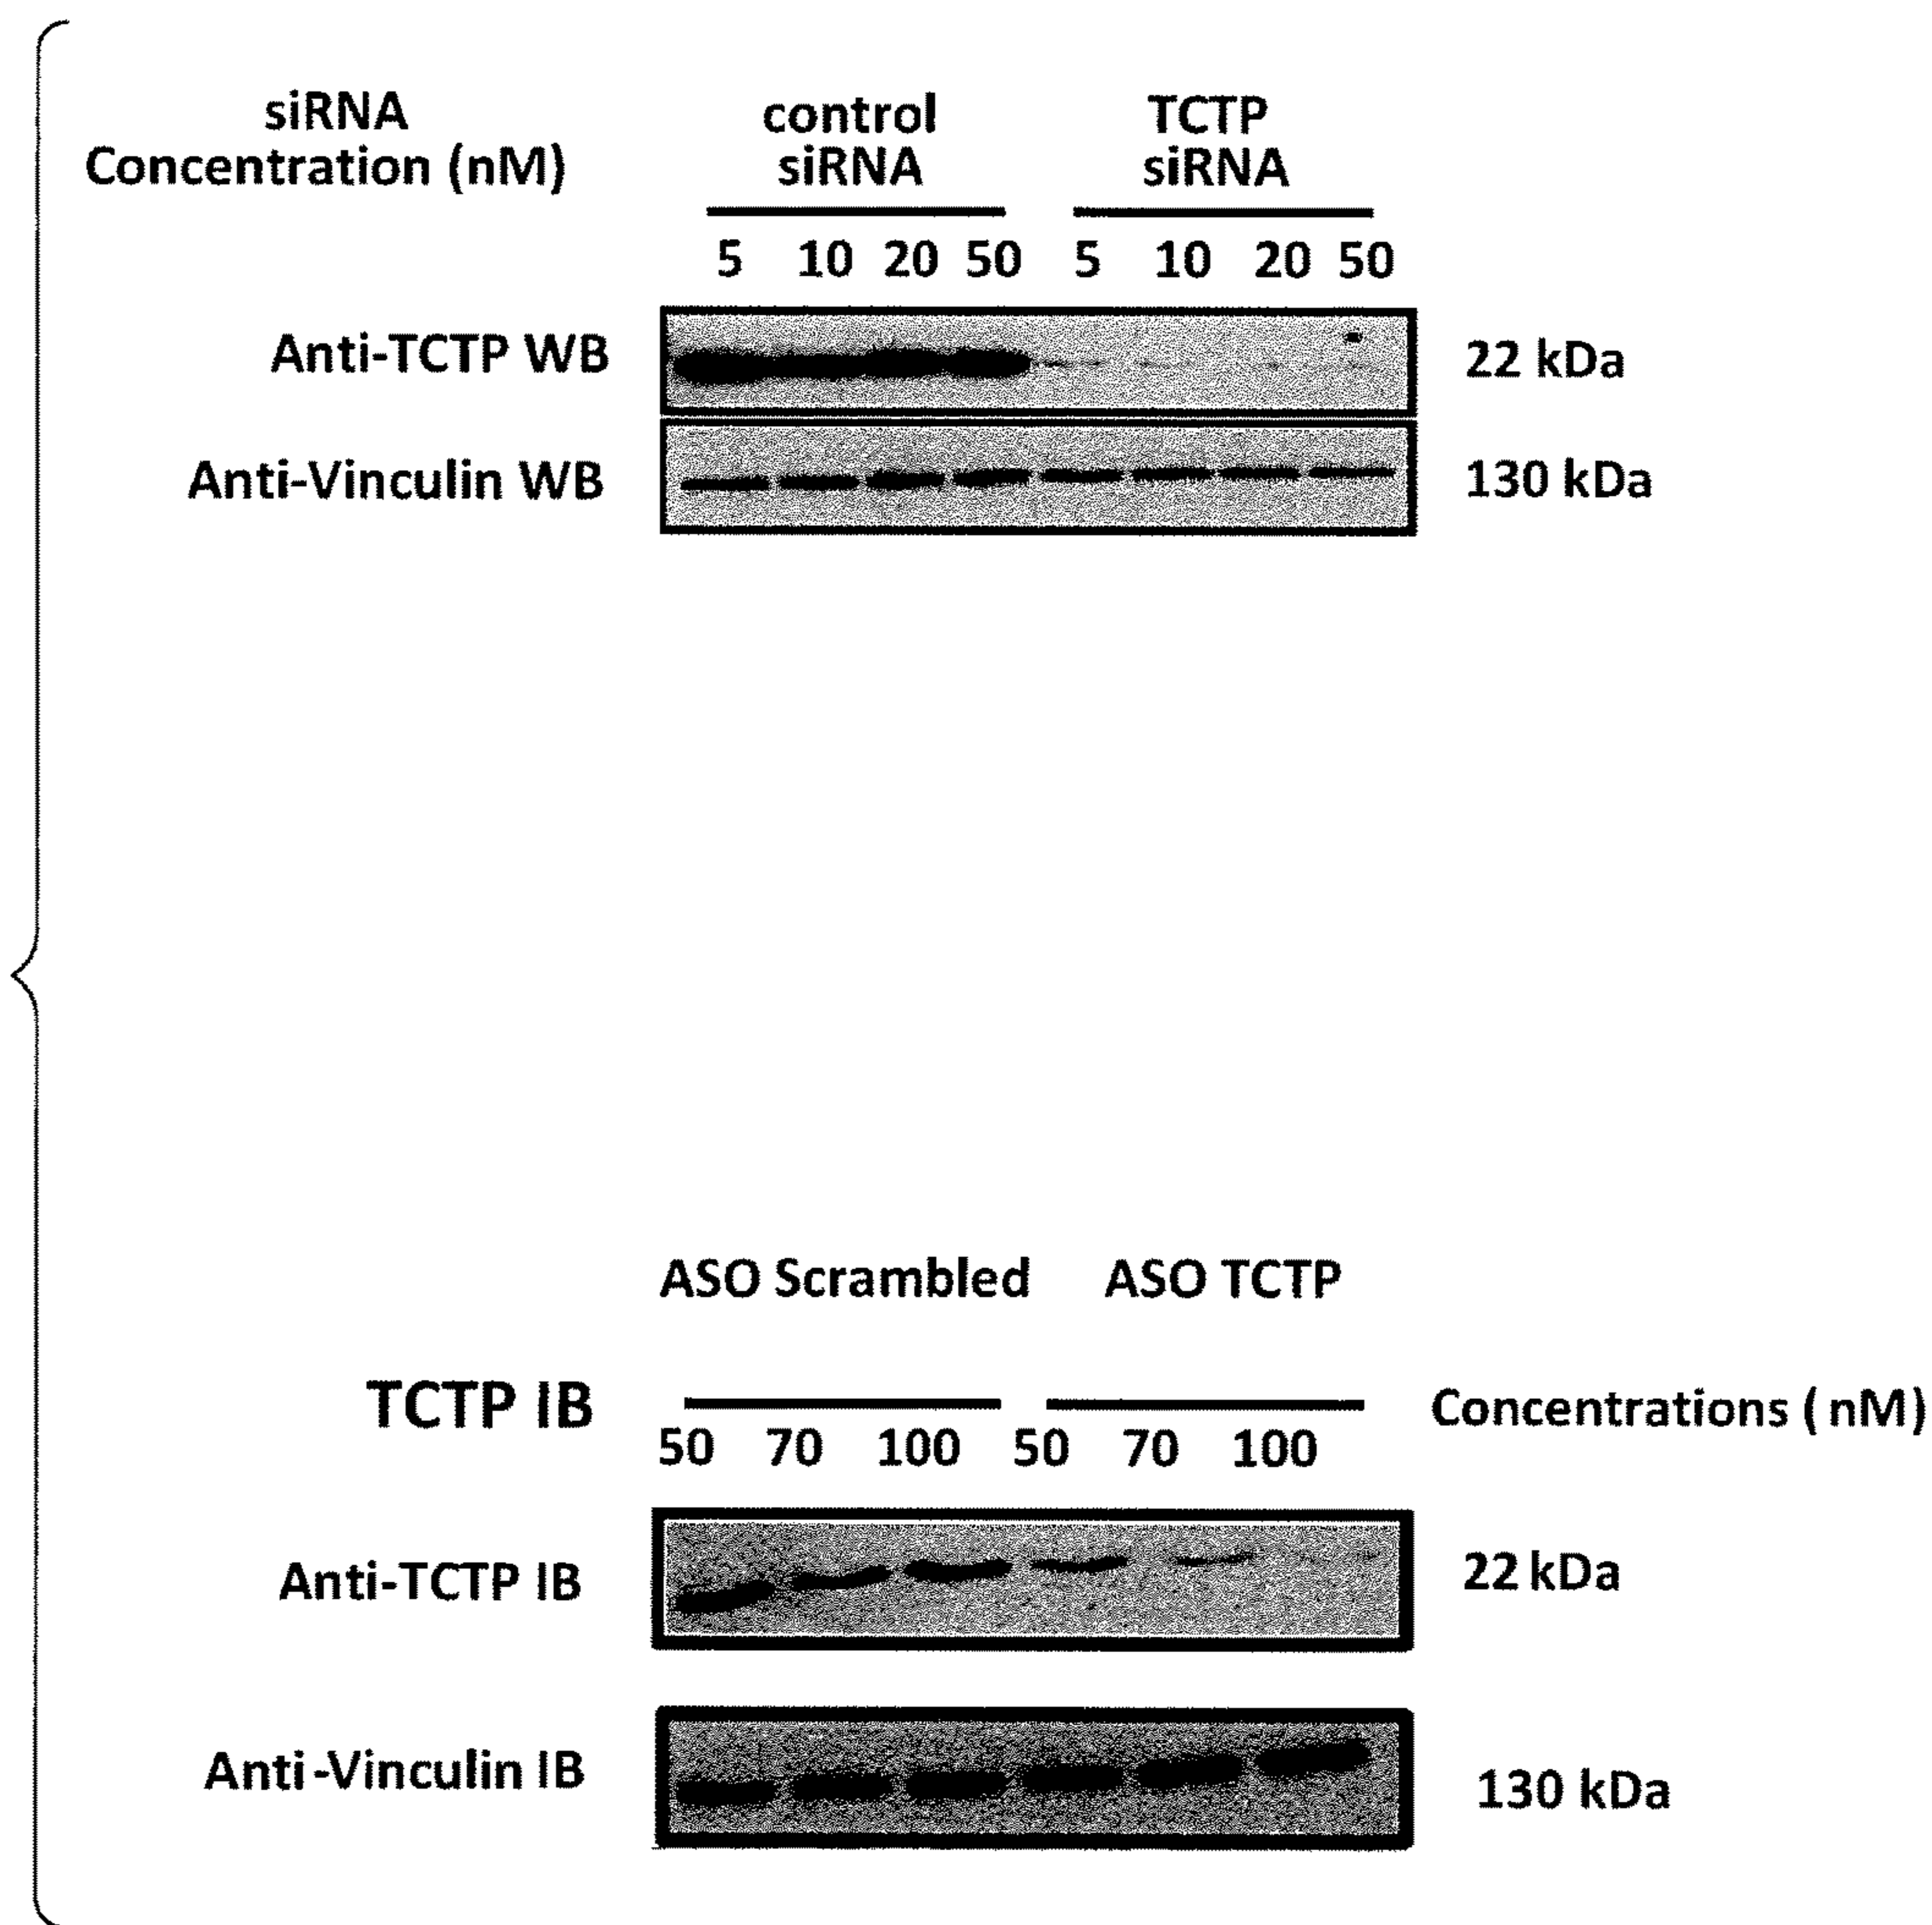 siRNA
Concentration (nM)
control
siRNA
TCTP
siRNA
5 10 20 50 5 10 20 50
Anti-TCTP WB
22 kDa
Anti-Vinculin WB
130 kDa
ASO Scrambled ASO TCTP
TCTP IB
Concentrations ( nM)
50 70 100 50 70 100
Anti-TCTP IB
22 kDa
Anti-Vinculin IB
130 kDa